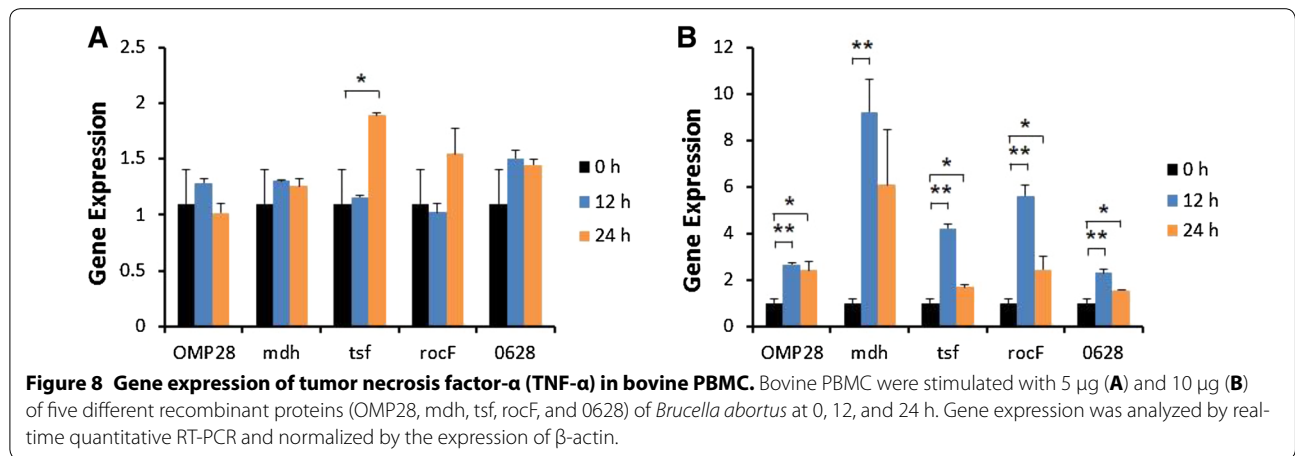 A
B
2.5
2
1.5
1
0.5
0
Gene Expression
*
OMP28 mdh tsf rocF 0628
0 h
12 h
24 h
12
10
8
6
4
2
0
Gene Expression
**
*
**
*
**
*
**
*
**
OMP28 mdh tsf rocF 0628
0 h
12 h
24 h
Figure 8 Gene expression of tumor necrosis factor-α (TNF-α) in bovine PBMC. Bovine PBMC were stimulated with 5 µg (A) and 10 µg (B)
of five different recombinant proteins (OMP28, mdh, tsf, rocF, and 0628) of Brucella abortus at 0, 12, and 24 h. Gene expression was analyzed by real-
time quantitative RT-PCR and normalized by the expression of β-actin.